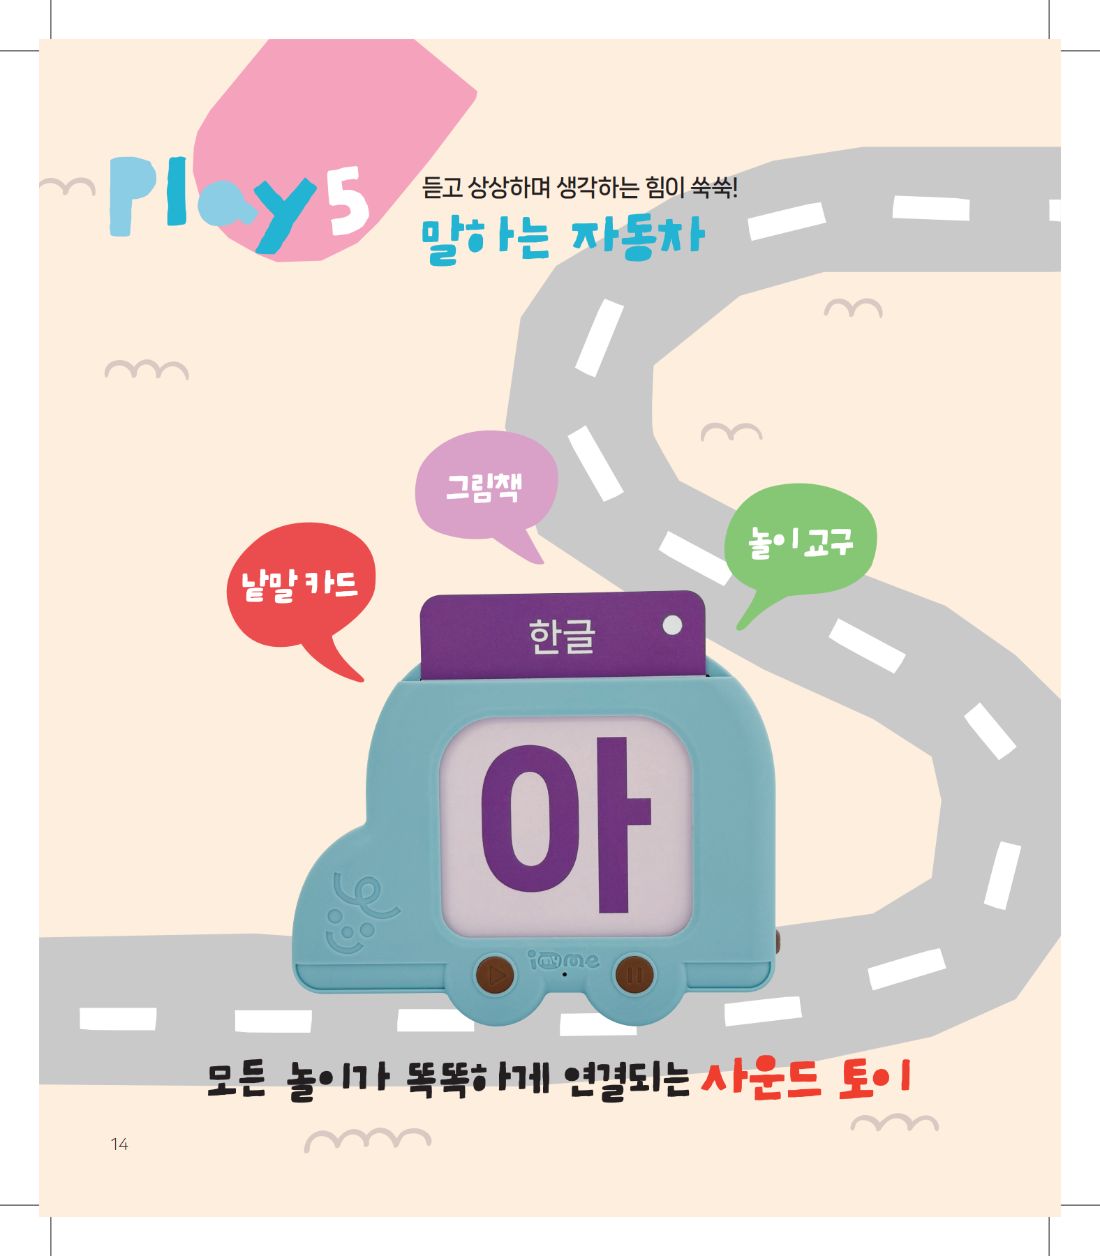 Play 5
듣고 상상하며 생각하는 힘이 쑥쑥!
말하는 자동차
그림책
놀이 교구
낱말 카드
한글
아
imyme
모든 놀이가 똑똑하게 연결되는 사운드 토이
14